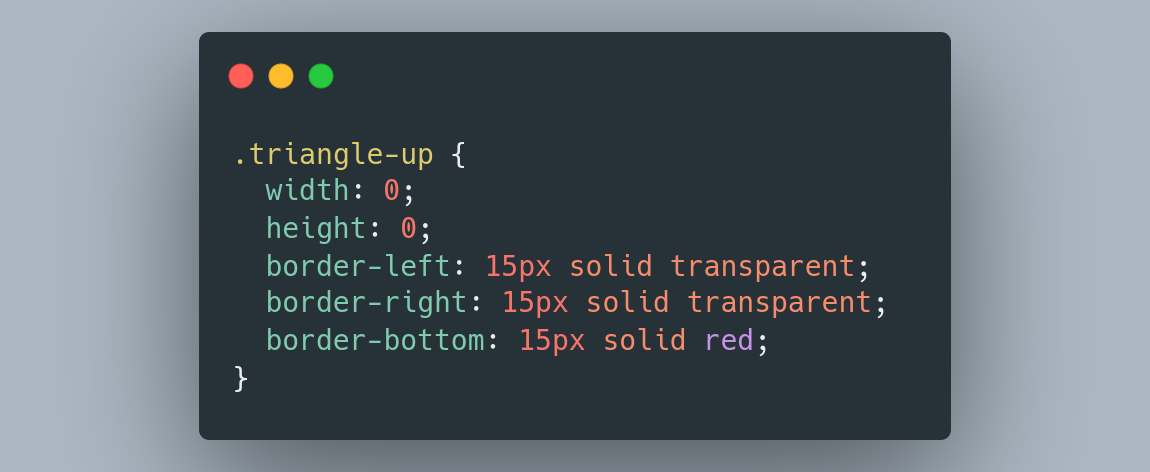 .triangle-up {
  width: 0;
  height: 0;
  border-left: 15px solid transparent;
  border-right: 15px solid transparent;
  border-bottom: 15px solid red;
}